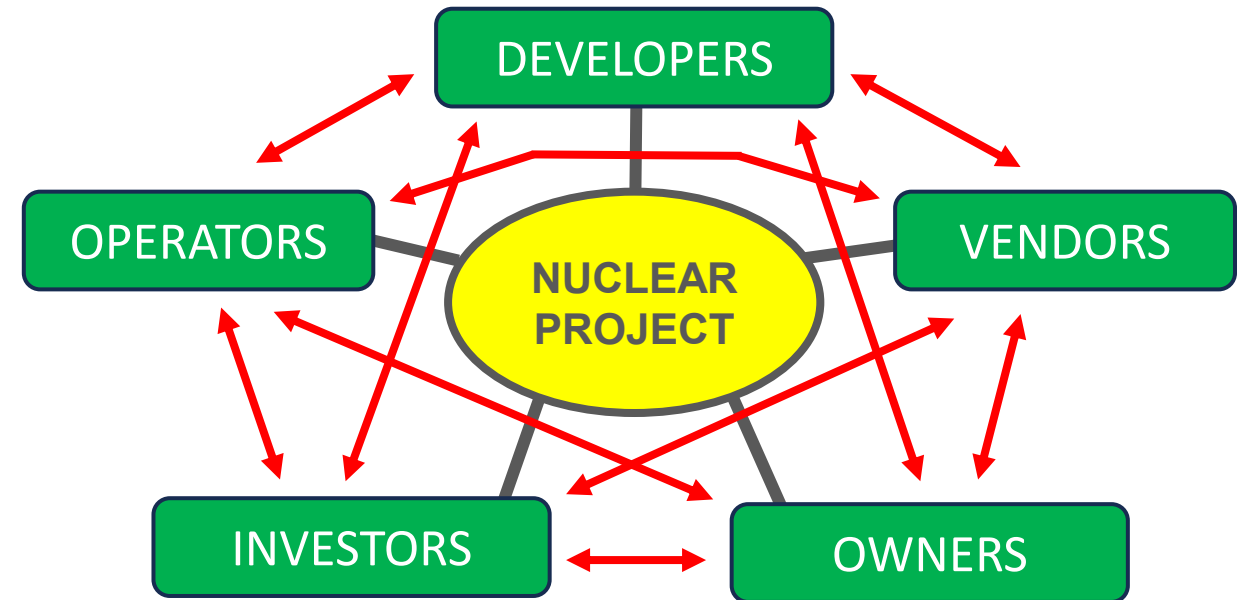 DEVELOPERS
OPERATORS
VENDORS
NUCLEAR
PROJECT
INVESTORS
OWNERS